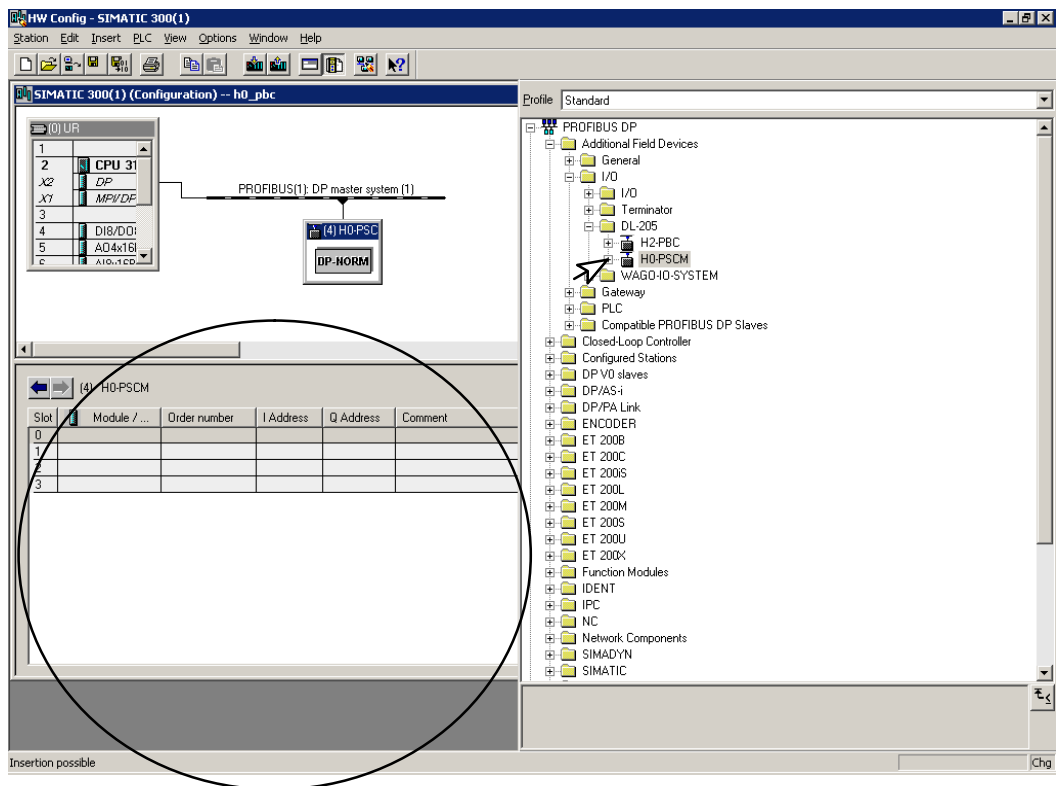 HW Config - SIMATIC 300(1)
Station Edit Insert PLC View Options Window Help
SIMATIC 300(1) (Configuration) -- h0_pbc
(0) UR
1
2 CPU 31
X2 DP
X1 MPI/DP
3
4 DI8/DO
5 AO4x16
PROFIBUS(1): DP master system (1)
(4) H0-PSC
DP-NORM
(4) H0-PSCM
Slot Module / ... Order number I Address Q Address Comment
0
1
2
3
Profile Standard
PROFIBUS DP
Additional Field Devices
General
I/O
I/O
Terminator
DL-205
H2-PBC
H0-PSCM
WAGO-IO-SYSTEM
Gateway
PLC
Compatible PROFIBUS DP Slaves
Closed-Loop Controller
Configured Stations
DP V0 slaves
DP/AS-i
DP/PA Link
ENCODER
ET 200B
ET 200C
ET 200iS
ET 200L
ET 200M
ET 200S
ET 200U
ET 200X
Function Modules
IDENT
IPC
NC
Network Components
SIMADYN
SIMATIC
Insertion possible
Chg